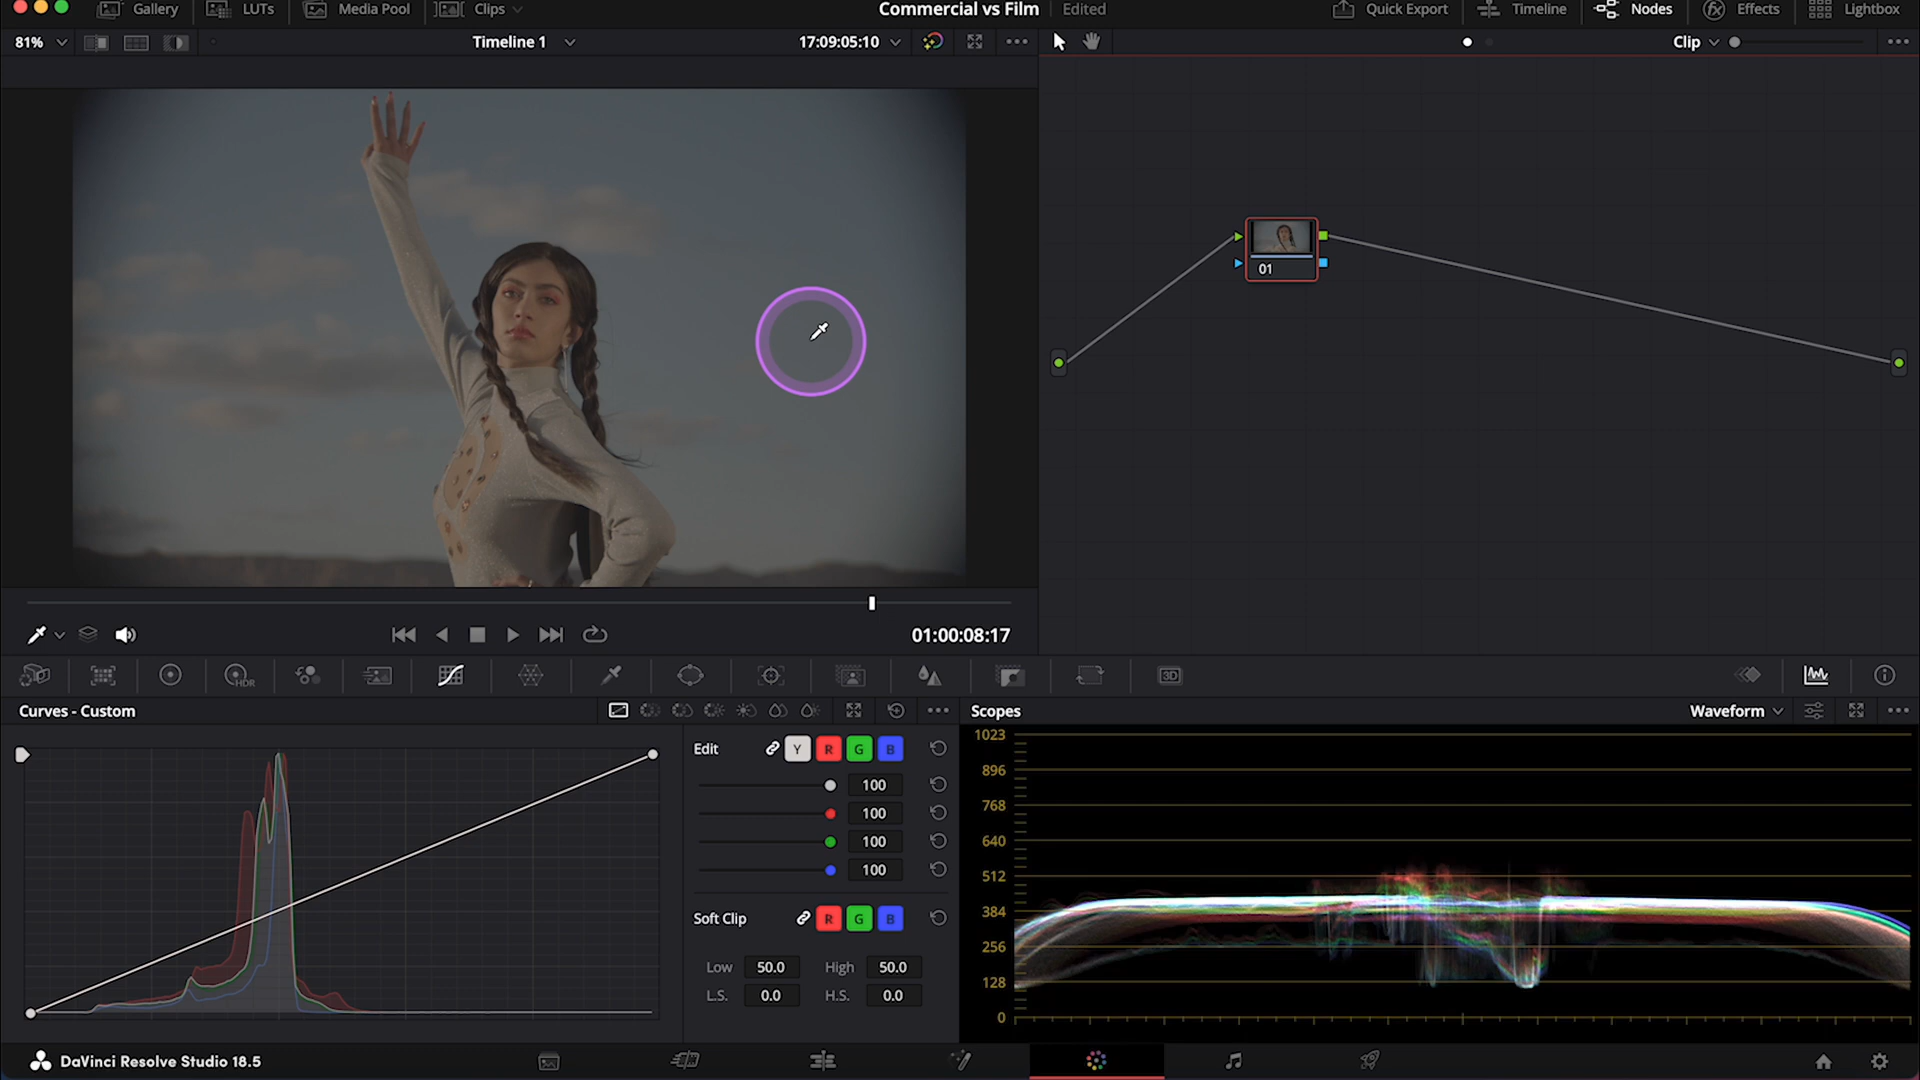 Gallery LUTs Media Pool Clips Commercial vs Film Edited Quick Export Timeline Nodes Effects Lightbox
81% Timeline 1 17:09:05:10 Clip
01
01:00:08:17
HDR 3D
Curves - Custom Scopes Waveform
Edit Y R G B
100
100
100
100
Soft Clip R G B
Low 50.0 High 50.0
L.S. 0.0 H.S. 0.0
1023
896
768
640
512
384
256
128
0
DaVinci Resolve Studio 18.5